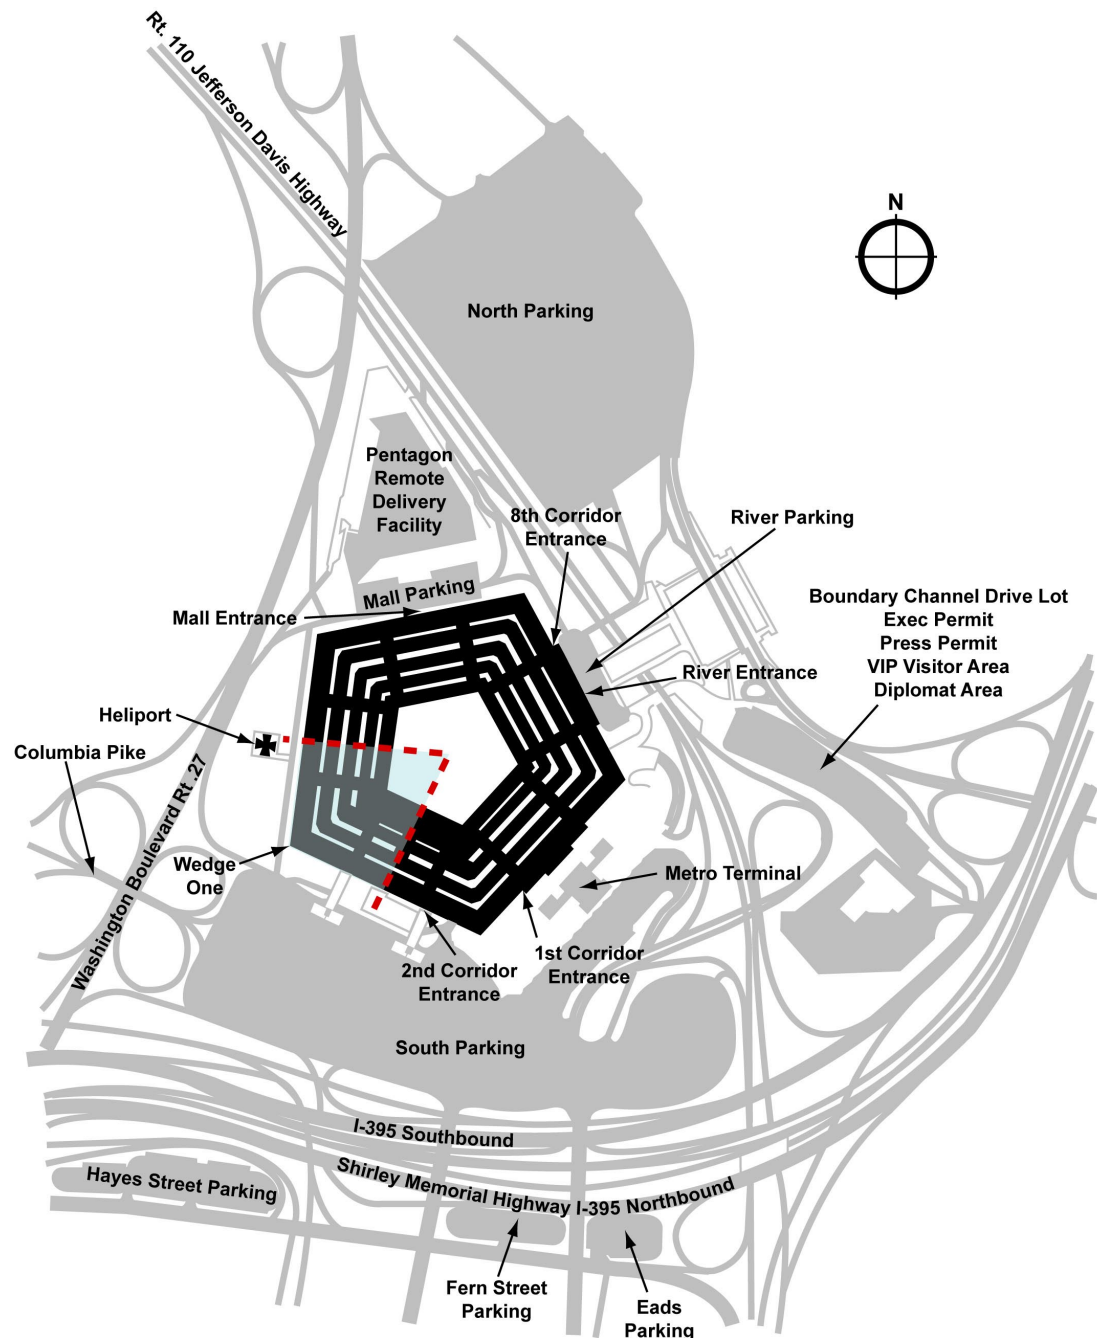 Rt. 110 Jefferson Davis Highway
N
North Parking
Pentagon
Remote
Delivery
Facility
8th Corridor
Entrance
River Parking
Mall Parking
Mall Entrance
Boundary Channel Drive Lot
Exec Permit
Press Permit
VIP Visitor Area
Diplomat Area
River Entrance
Heliport
Columbia Pike
Washington Boulevard Rt .27
Wedge
One
Metro Terminal
1st Corridor
Entrance
2nd Corridor
Entrance
South Parking
I-395 Southbound
Shirley Memorial Highway I-395 Northbound
Hayes Street Parking
Fern Street
Parking
Eads
Parking